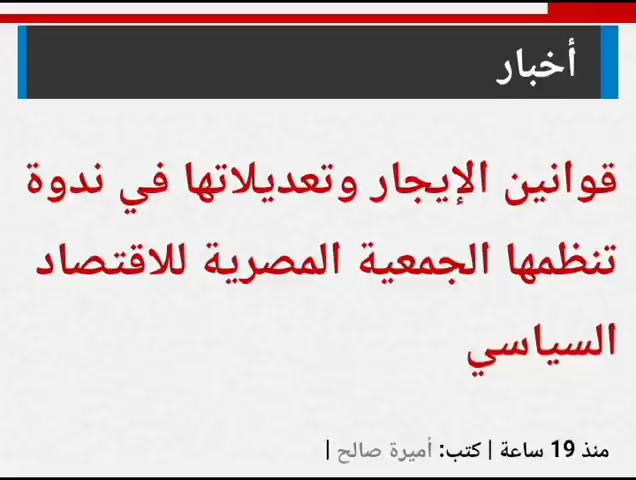 أخبار
قوانين الإيجار وتعديلاتها في ندوة
تنظمها الجمعية المصرية للاقتصاد
السياسي
منذ 19 ساعة | كتب: أميرة صالح |